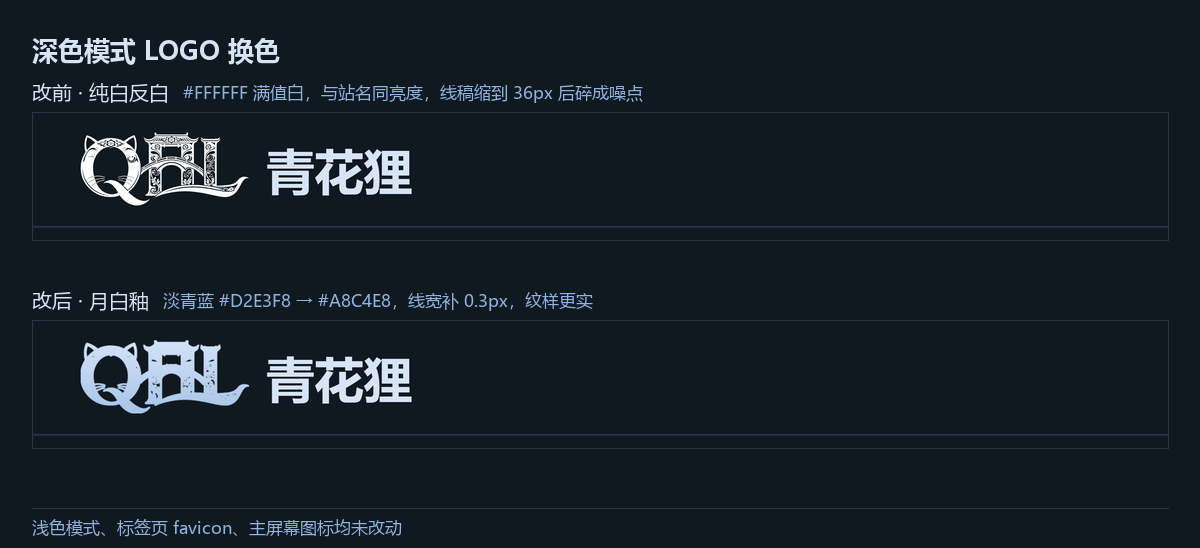 深色模式 LOGO 换色
改前 · 纯白反白 #FFFFFF 满值白，与站名同亮度，线稿缩到 36px 后碎成噪点
QHL 青花狸
改后 · 月白釉 淡青蓝 #D2E3F8 → #A8C4E8，线宽补 0.3px，纹样更实
QHL 青花狸
浅色模式、标签页 favicon、主屏幕图标均未改动